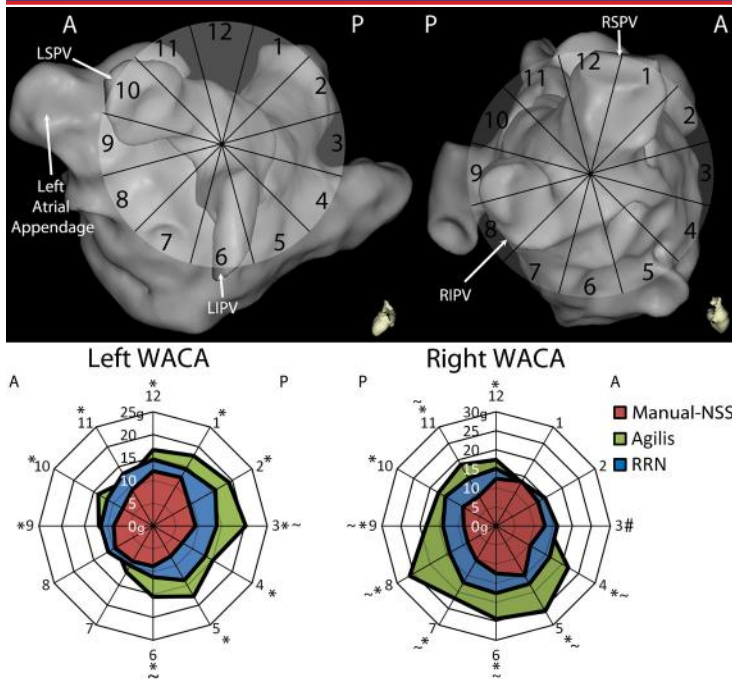 A P P RSPV A
LSPV
11 12 1 12 1
10 2 11 2
9 3 10 3
8 4 9 4
7 6 5 8 7 6 5
Left
Atrial
Appendage
LIPV
RIPV
Left WACA
Right WACA
A P
* 12
25g
20
15
10
5
0g
1*
2*
3*~
4 *
5 *
6
*
~
7
8
*9
* 10
* 11
P A
* 12
30g
25
20
15
10
5
0g
1
2
3#
4 *~
5 *~
6
*
~
7 ~*
8 ~*
~*9
* 10
~* 11
Manual-NSS
Agilis
RRN